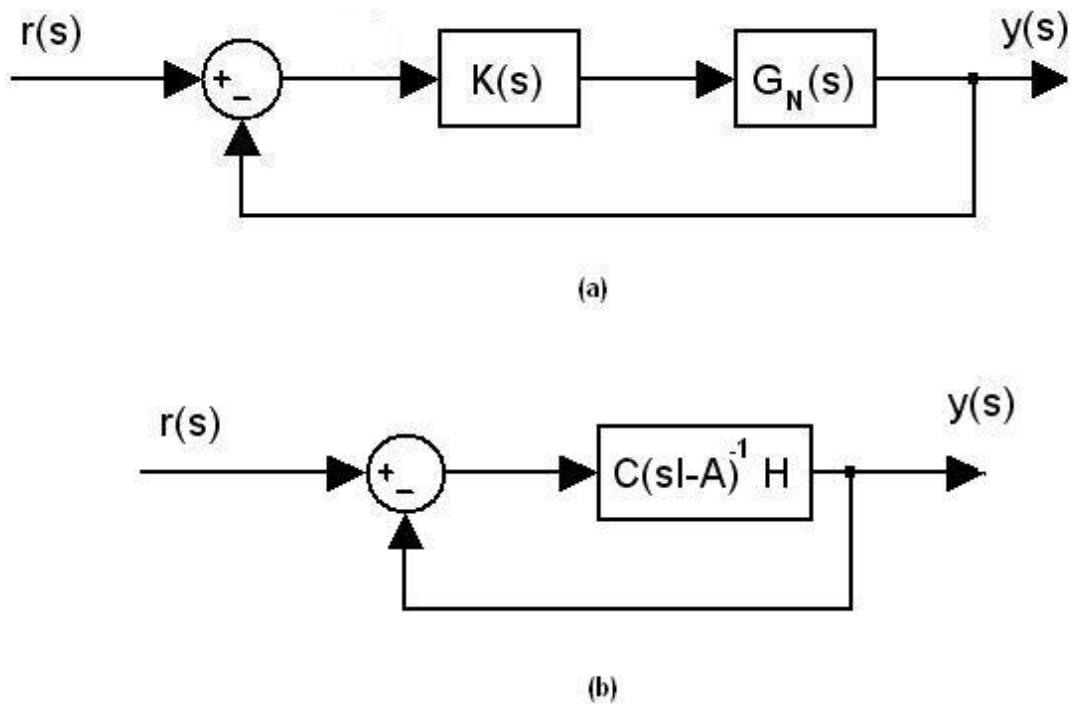 r(s)
y(s)
+
−
K(s)
G_N(s)
(a)
r(s)
y(s)
+
−
C(sI-A)^-1 H
(b)